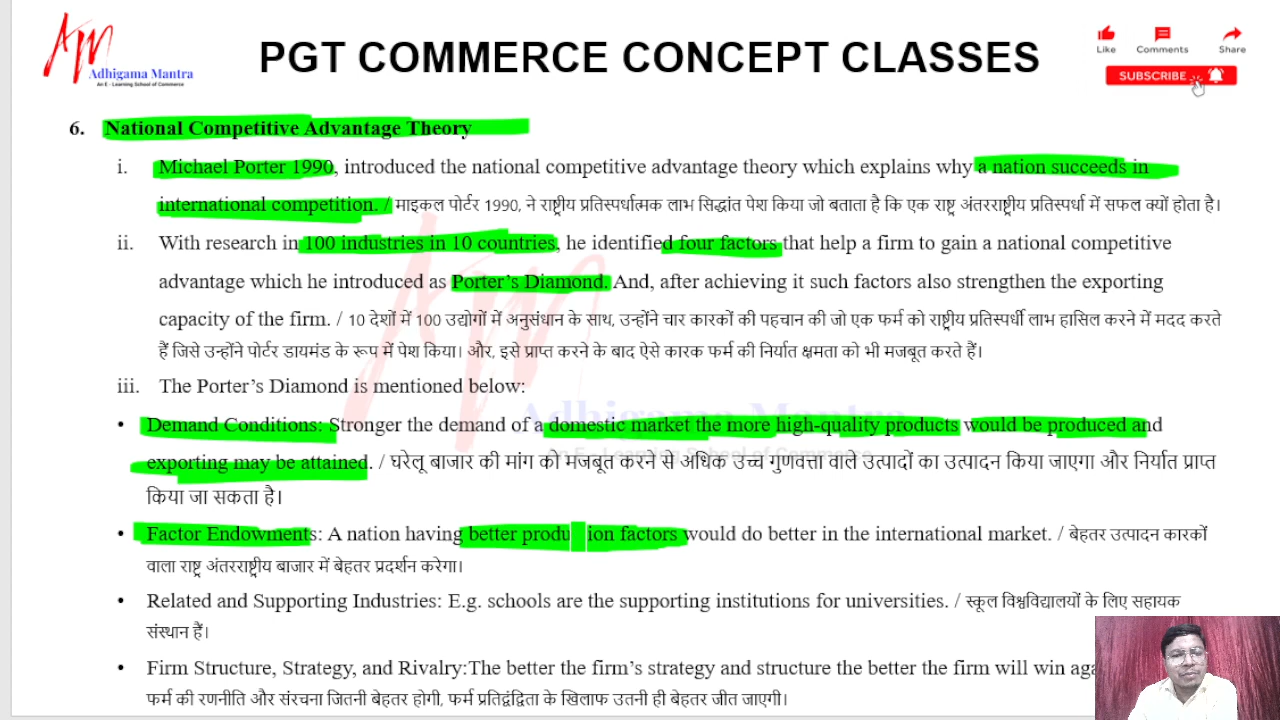 Adhigama Mantra
An E - Learning School of Commerce
PGT COMMERCE CONCEPT CLASSES
Like
Comments
Share
SUBSCRIBE
6. National Competitive Advantage Theory
i. Michael Porter 1990, introduced the national competitive advantage theory which explains why a nation succeeds in
international competition. / माइकल पोर्टर 1990, ने राष्ट्रीय प्रतिस्पर्धात्मक लाभ सिद्धांत पेश किया जो बताता है कि एक राष्ट्र अंतरराष्ट्रीय प्रतिस्पर्धा में सफल क्यों होता है।
ii. With research in 100 industries in 10 countries, he identified four factors that help a firm to gain a national competitive
advantage which he introduced as Porter's Diamond. And, after achieving it such factors also strengthen the exporting
capacity of the firm. / 10 देशों में 100 उद्योगों में अनुसंधान के साथ, उन्होंने चार कारकों की पहचान की जो एक फर्म को राष्ट्रीय प्रतिस्पर्धी लाभ हासिल करने में मदद करते
हैं जिसे उन्होंने पोर्टर डायमंड के रूप में पेश किया। और, इसे प्राप्त करने के बाद ऐसे कारक फर्म की निर्यात क्षमता को भी मजबूत करते हैं।
iii. The Porter's Diamond is mentioned below:
• Demand Conditions: Stronger the demand of a domestic market the more high-quality products would be produced and
exporting may be attained. / घरेलू बाजार की मांग को मजबूत करने से अधिक उच्च गुणवत्ता वाले उत्पादों का उत्पादन किया जाएगा और निर्यात प्राप्त
किया जा सकता है।
• Factor Endowments: A nation having better produ ion factors would do better in the international market. / बेहतर उत्पादन कारकों
वाला राष्ट्र अंतरराष्ट्रीय बाजार में बेहतर प्रदर्शन करेगा।
• Related and Supporting Industries: E.g. schools are the supporting institutions for universities. / स्कूल विश्वविद्यालयों के लिए सहायक
संस्थान हैं।
• Firm Structure, Strategy, and Rivalry:The better the firm's strategy and structure the better the firm will win
फर्म की रणनीति और संरचना जितनी बेहतर होगी, फर्म प्रतिद्वंद्विता के खिलाफ उतनी ही बेहतर जीत जाएगी।